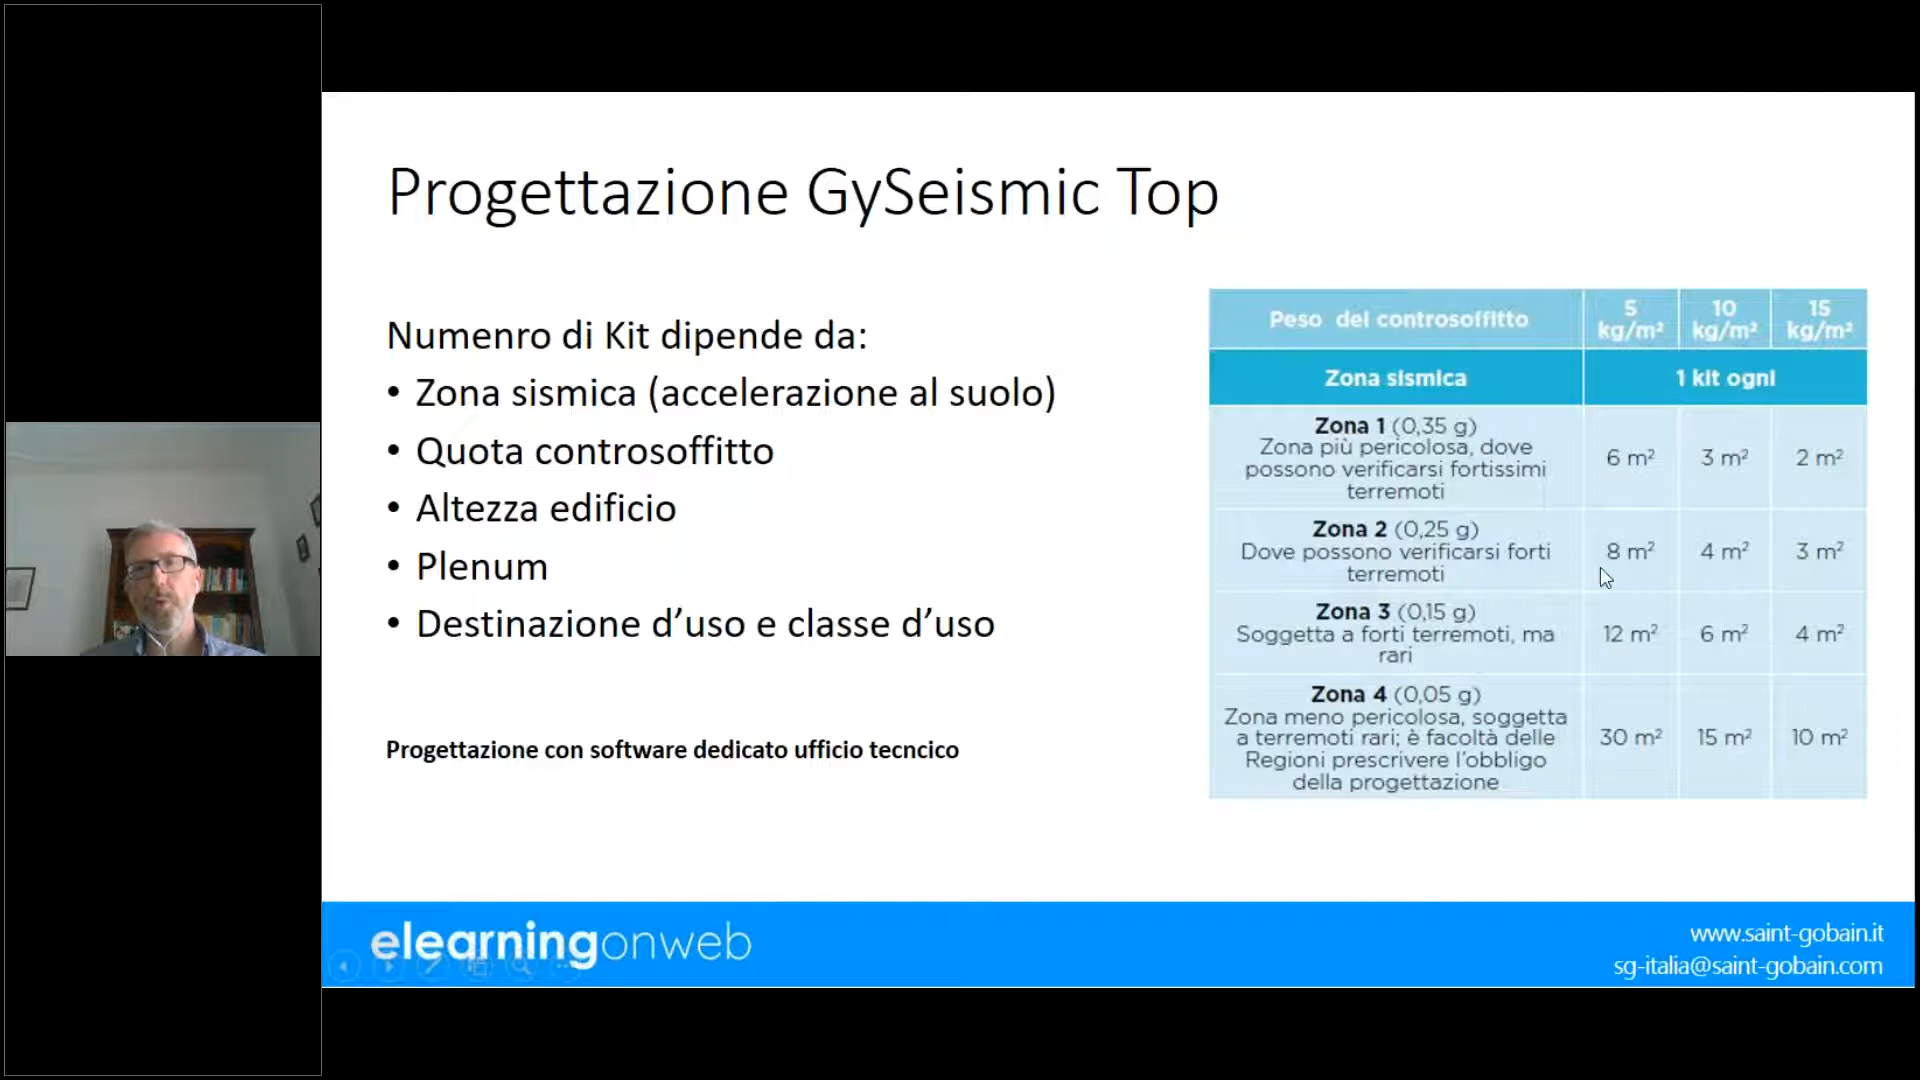 Progettazione GySeismic Top
Numenro di Kit dipende da:
• Zona sismica (accelerazione al suolo)
• Quota controsoffitto
• Altezza edificio
• Plenum
• Destinazione d’uso e classe d’uso
Progettazione con software dedicato ufficio tecncico
Peso del controsoffitto
5 kg/m²
10 kg/m²
15 kg/m²
Zona sismica
1 kit ogni
Zona 1 (0,35 g)
Zona più pericolosa, dove
possono verificarsi fortissimi
terremoti
6 m²
3 m²
2 m²
Zona 2 (0,25 g)
Dove possono verificarsi forti
terremoti
8 m²
4 m²
3 m²
Zona 3 (0,15 g)
Soggetta a forti terremoti, ma
rari
12 m²
6 m²
4 m²
Zona 4 (0,05 g)
Zona meno pericolosa, soggetta
a terremoti rari; è facoltà delle
Regioni prescrivere l’obbligo
della progettazione
30 m²
15 m²
10 m²
elearningonweb
www.saint-gobain.it
sg-italia@saint-gobain.com